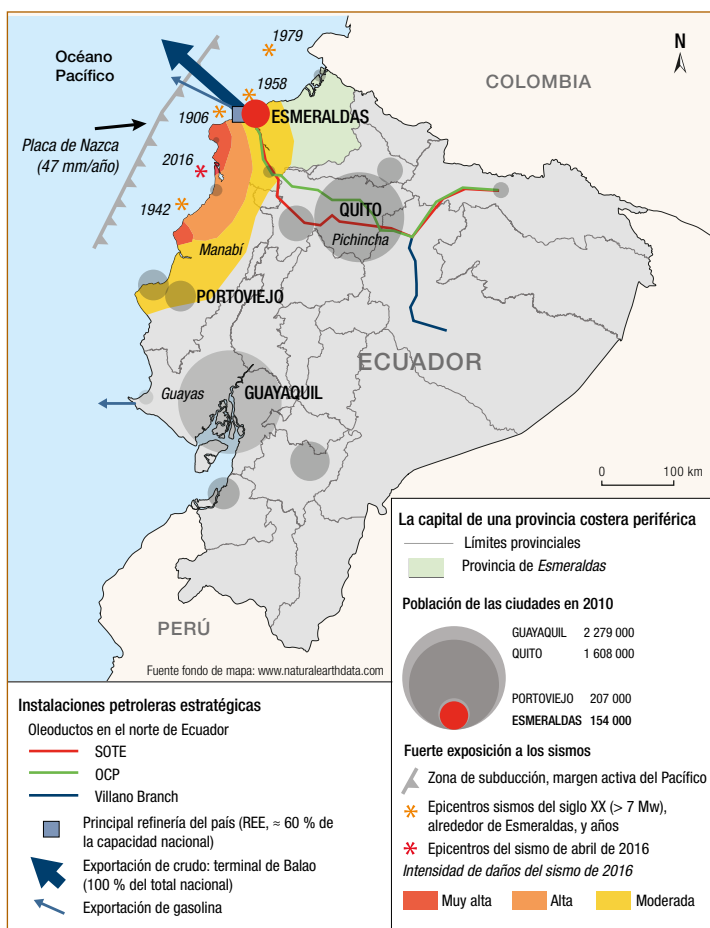 1979
Océano
Pacífico
N
COLOMBIA
1958
1906
ESMERALDAS
Placa de Nazca
(47 mm/año)
2016
QUITO
1942
Pichincha
Manabí
PORTOVIEJO
ECUADOR
Guayas
GUAYAQUIL
0 100 km
PERÚ
Fuente fondo de mapa: www.naturalearthdata.com
Instalaciones petroleras estratégicas
Oleoductos en el norte de Ecuador
SOTE
OCP
Villano Branch
Principal refinería del país (REE, ≈ 60 % de
la capacidad nacional)
Exportación de crudo: terminal de Balao
(100 % del total nacional)
Exportación de gasolina
La capital de una provincia costera periférica
Límites provinciales
Provincia de Esmeraldas
Población de las ciudades en 2010
GUAYAQUIL 2 279 000
QUITO 1 608 000
PORTOVIEJO 207 000
ESMERALDAS 154 000
Fuerte exposición a los sismos
Zona de subducción, margen activa del Pacífico
Epicentros sismos del siglo XX (> 7 Mw),
alrededor de Esmeraldas, y años
Epicentros del sismo de abril de 2016
Intensidad de daños del sismo de 2016
Muy alta Alta Moderada